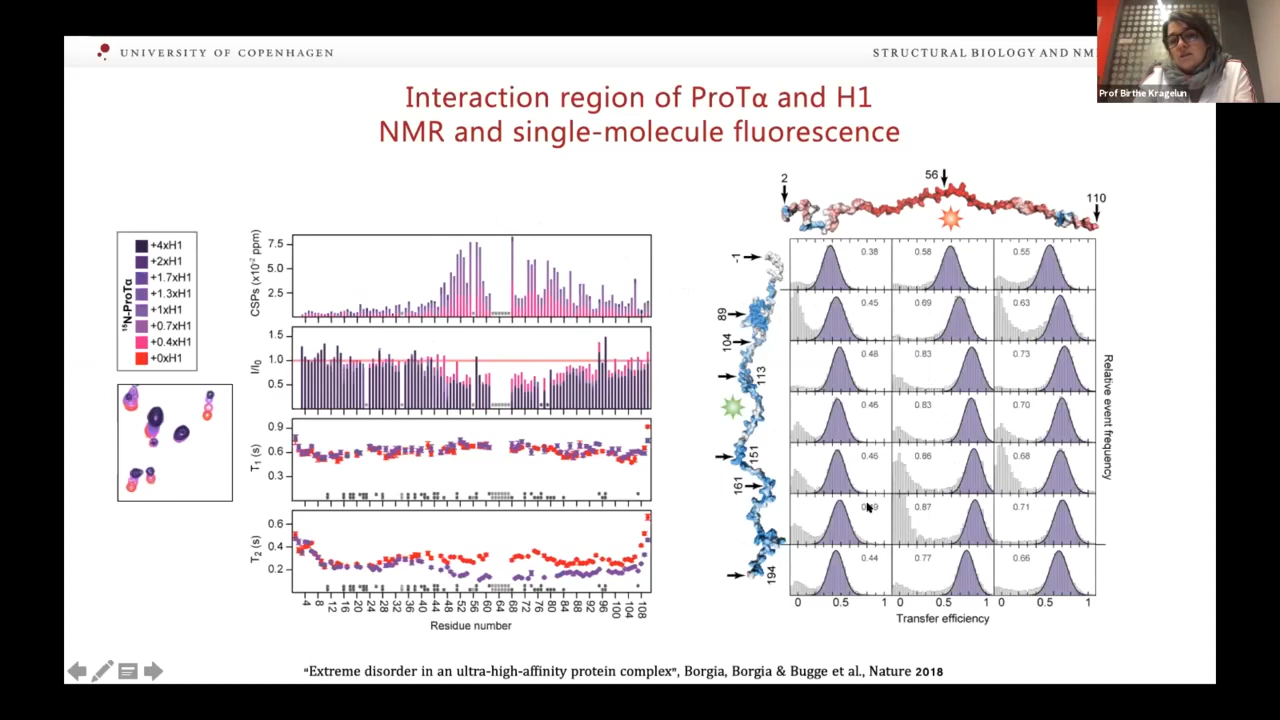 UNIVERSITY OF COPENHAGEN
STRUCTURAL BIOLOGY AND NM
Prof Birthe Kragelun
Interaction region of ProTα and H1
NMR and single-molecule fluorescence
¹⁵N-ProTα
+4xH1
+2xH1
+1.7xH1
+1.3xH1
+1xH1
+0.7xH1
+0.4xH1
+0xH1
CSPs (x10⁻² ppm)
7.5
5.0
2.5
I/I₀
1.5
1.0
0.5
T₁ (s)
0.9
0.6
0.3
T₂ (s)
0.6
0.4
0.2
4 8 12 16 20 24 28 32 36 40 44 48 52 56 60 64 68 72 76 80 84 88 92 96 100 104 108
Residue number
2 56 110
-1
89
104
113
151
161
194
0.38 0.58 0.55
0.45 0.69 0.63
0.48 0.83 0.73
0.46 0.83 0.70
0.46 0.86 0.68
0.87 0.71
0.44 0.77 0.66
0 0.5 1 0 0.5 1 0 0.5 1
Transfer efficiency
Relative event frequency
"Extreme disorder in an ultra-high-affinity protein complex", Borgia, Borgia & Bugge et al., Nature 2018